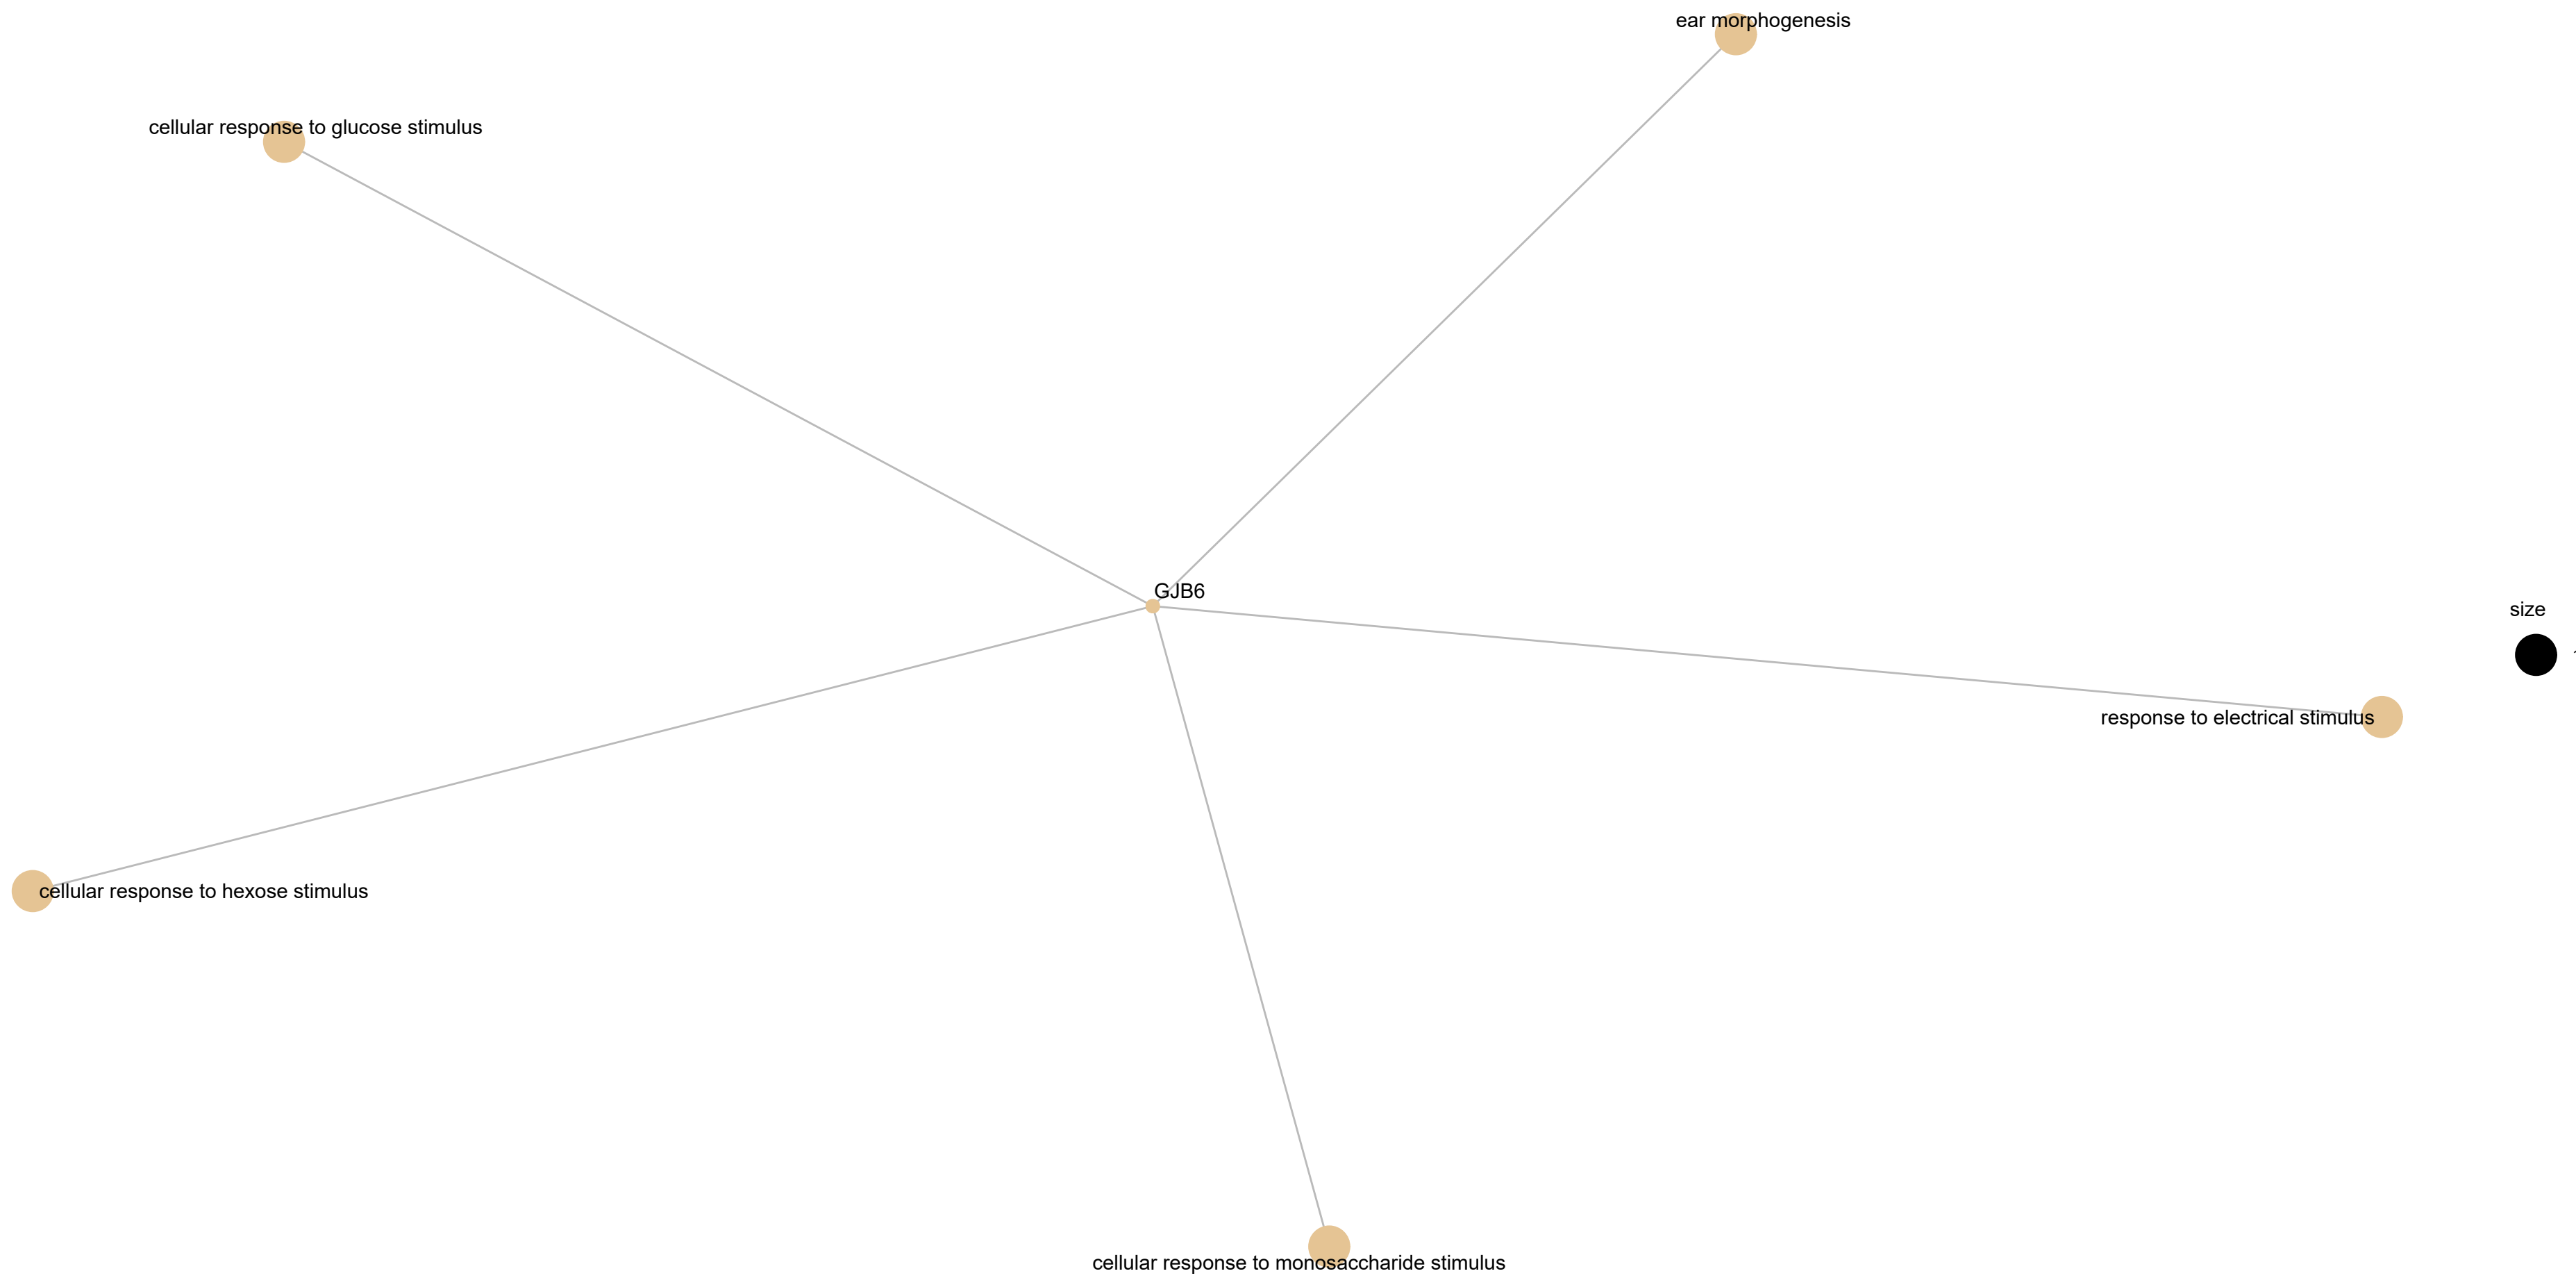 ear morphogenesis
cellular response to glucose stimulus
GJB6
size
response to electrical stimulus
cellular response to hexose stimulus
cellular response to monosaccharide stimulus